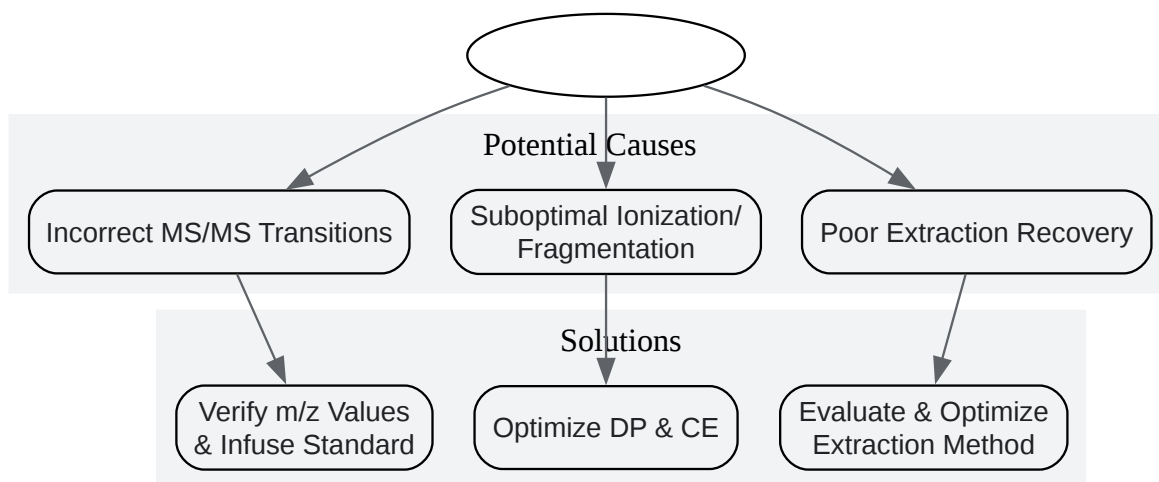 Potential Causes
Incorrect MS/MS Transitions
Suboptimal Ionization/
Fragmentation
Poor Extraction Recovery
Solutions
Verify m/z Values
& Infuse Standard
Optimize DP & CE
Evaluate & Optimize
Extraction Method